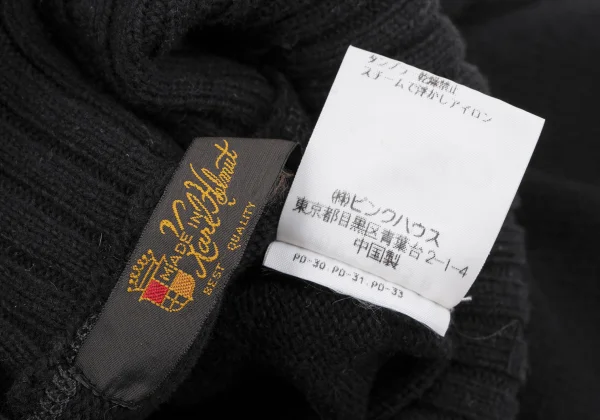 MADE IN
Karl Helmut
BEST QUALITY
タンブラー乾燥禁止
スチームで浮かしアイロン
㈱ピンクハウス
東京都目黒区青葉台2-1-4
中国製
PD-30.PD-31.PD-33